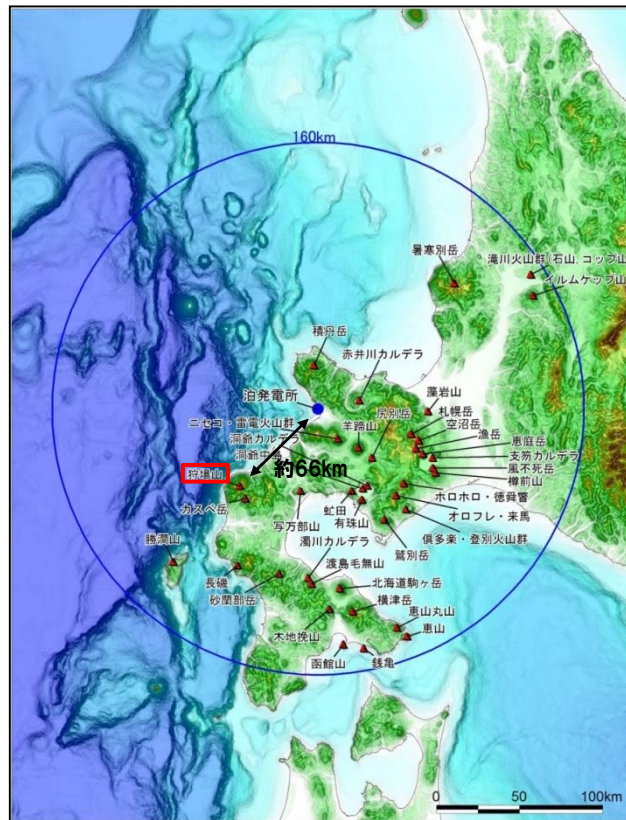 160km
暑寒別岳
滝川火山群(石山, コップ山
イルムケップ山
積丹岳
赤井川カルデラ
泊発電所
藻岩山
ニセコ・雷電火山群
羊蹄山
尻別岳
札幌岳
空沼岳
漁岳
洞爺カルデラ
恵庭岳
洞爺中島
支笏カルデラ
約66km
風不死岳
狩場山
樽前山
カスベ岳
ホロホロ・徳舜瞥
写万部山
虻田
有珠山
オロフレ・来馬
倶多楽・登別火山群
濁川カルデラ
鷲別岳
勝澗山
渡島毛無山
長磯
砂蘭部岳
北海道駒ヶ岳
横津岳
恵山丸山
木地挽山
恵山
函館山
銭亀
0 50 100km